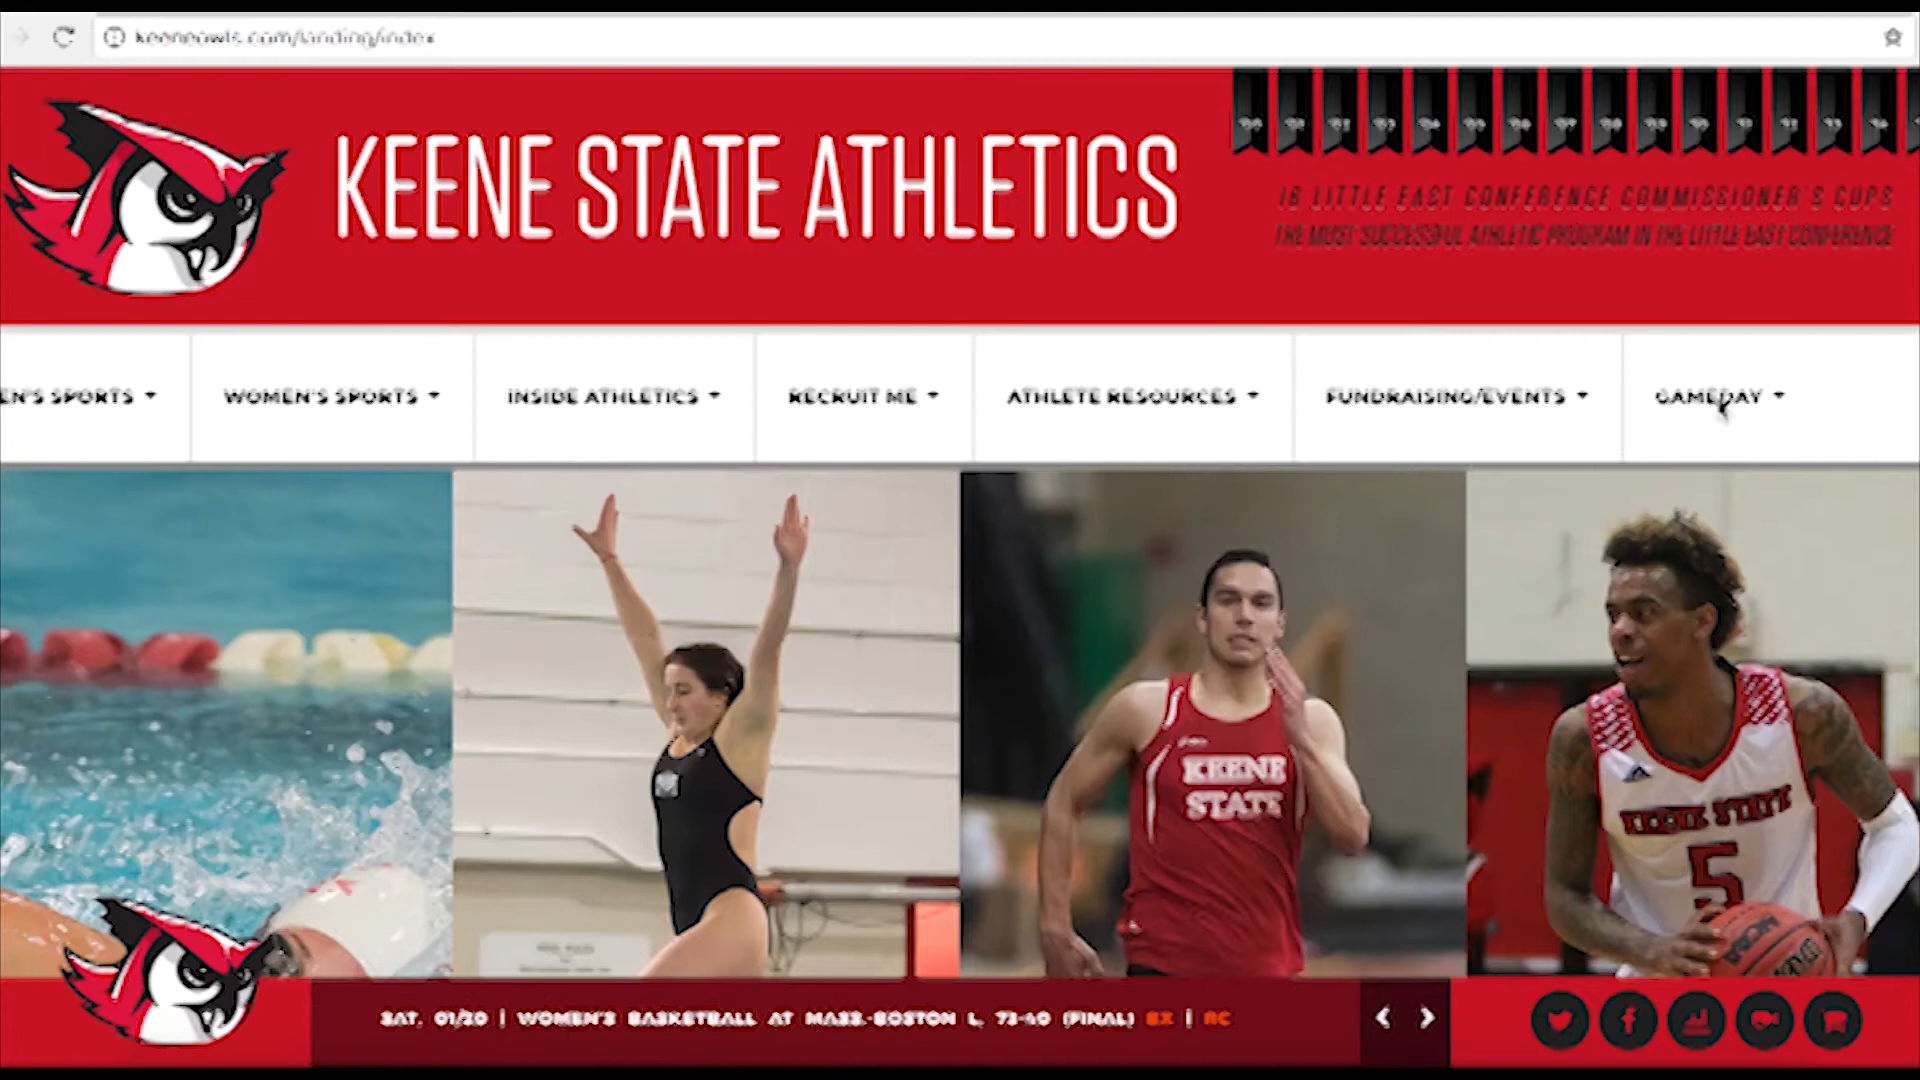 keeneowls.com/landing/index
KEENE STATE ATHLETICS
16 LITTLE EAST CONFERENCE COMMISSIONER'S CUPS
THE MOST SUCCESSFUL ATHLETIC PROGRAM IN THE LITTLE EAST CONFERENCE
EN'S SPORTS
WOMEN'S SPORTS
INSIDE ATHLETICS
RECRUIT ME
ATHLETE RESOURCES
FUNDRAISING/EVENTS
GAMEDAY
KEENE
STATE
KEENE STATE
5
SAT. 01/20 | WOMEN'S BASKETBALL AT MASS.-BOSTON L, 73-40 (FINAL) BX | RC